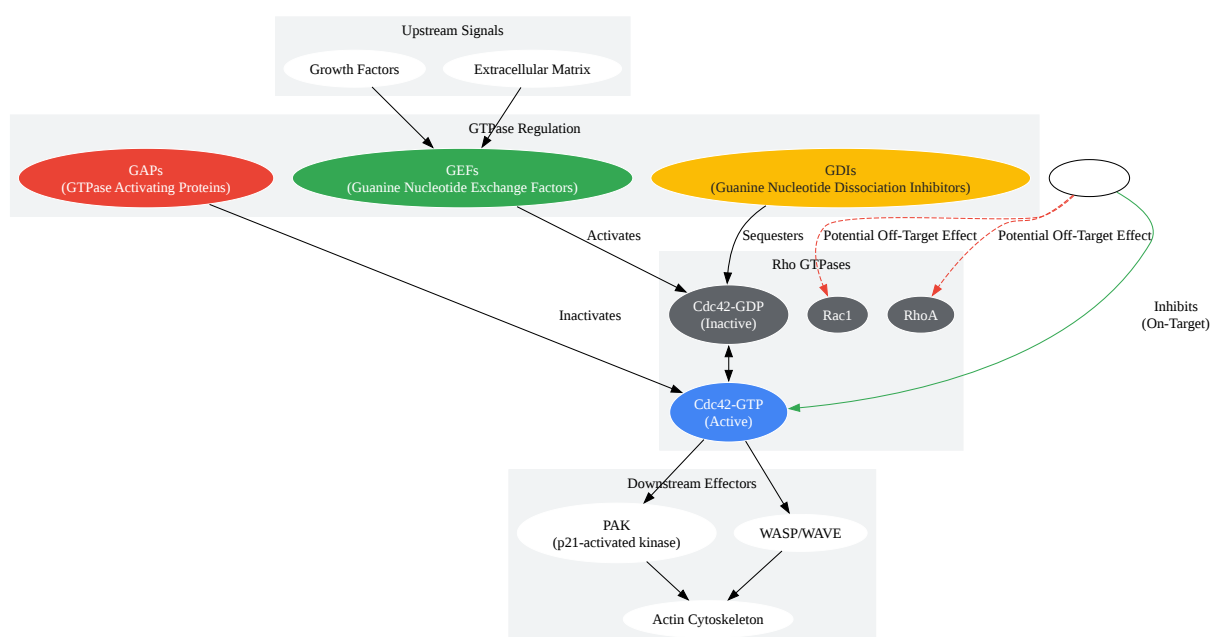 Upstream Signals
Growth Factors
Extracellular Matrix
GTPase Regulation
GAPs
(GTPase Activating Proteins)
GEFs
(Guanine Nucleotide Exchange Factors)
GDIs
(Guanine Nucleotide Dissociation Inhibitors)
Activates
Sequesters
Potential Off-Target Effect
Potential Off-Target Effect
Rho GTPases
Inactivates
Cdc42-GDP
(Inactive)
Rac1
RhoA
Inhibits
(On-Target)
Cdc42-GTP
(Active)
Downstream Effectors
PAK
(p21-activated kinase)
WASP/WAVE
Actin Cytoskeleton